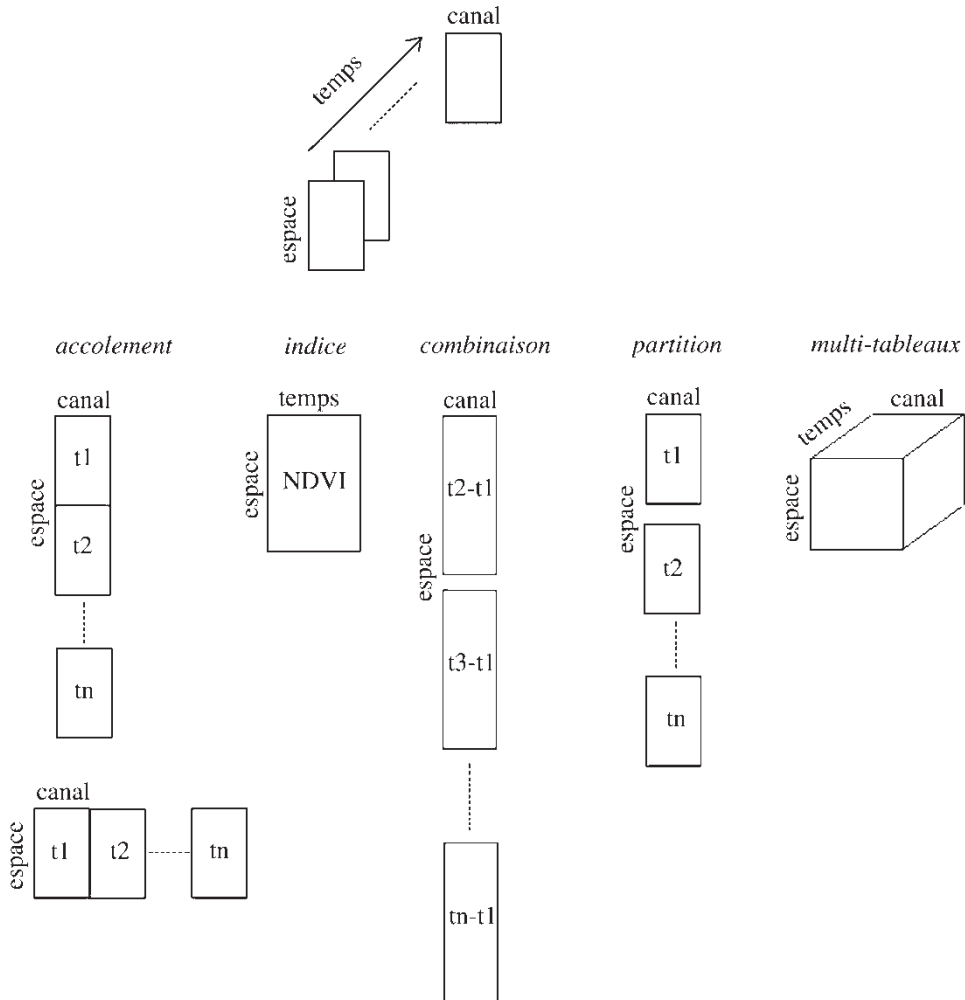 canal
temps
espace
accolement
indice
combinaison
partition
multi-tableaux
canal
espace
t1
t2
tn
canal
espace
t1
t2
tn
temps
espace
NDVI
canal
espace
t2-t1
t3-t1
tn-t1
canal
espace
t1
t2
tn
temps
canal
espace